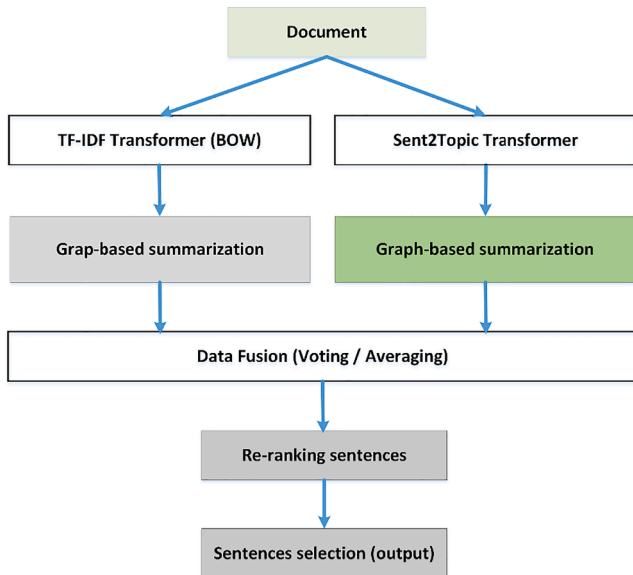 Document
TF-IDF Transformer (BOW)
Sent2Topic Transformer
Grap-based summarization
Graph-based summarization
Data Fusion (Voting / Averaging)
Re-ranking sentences
Sentences selection (output)